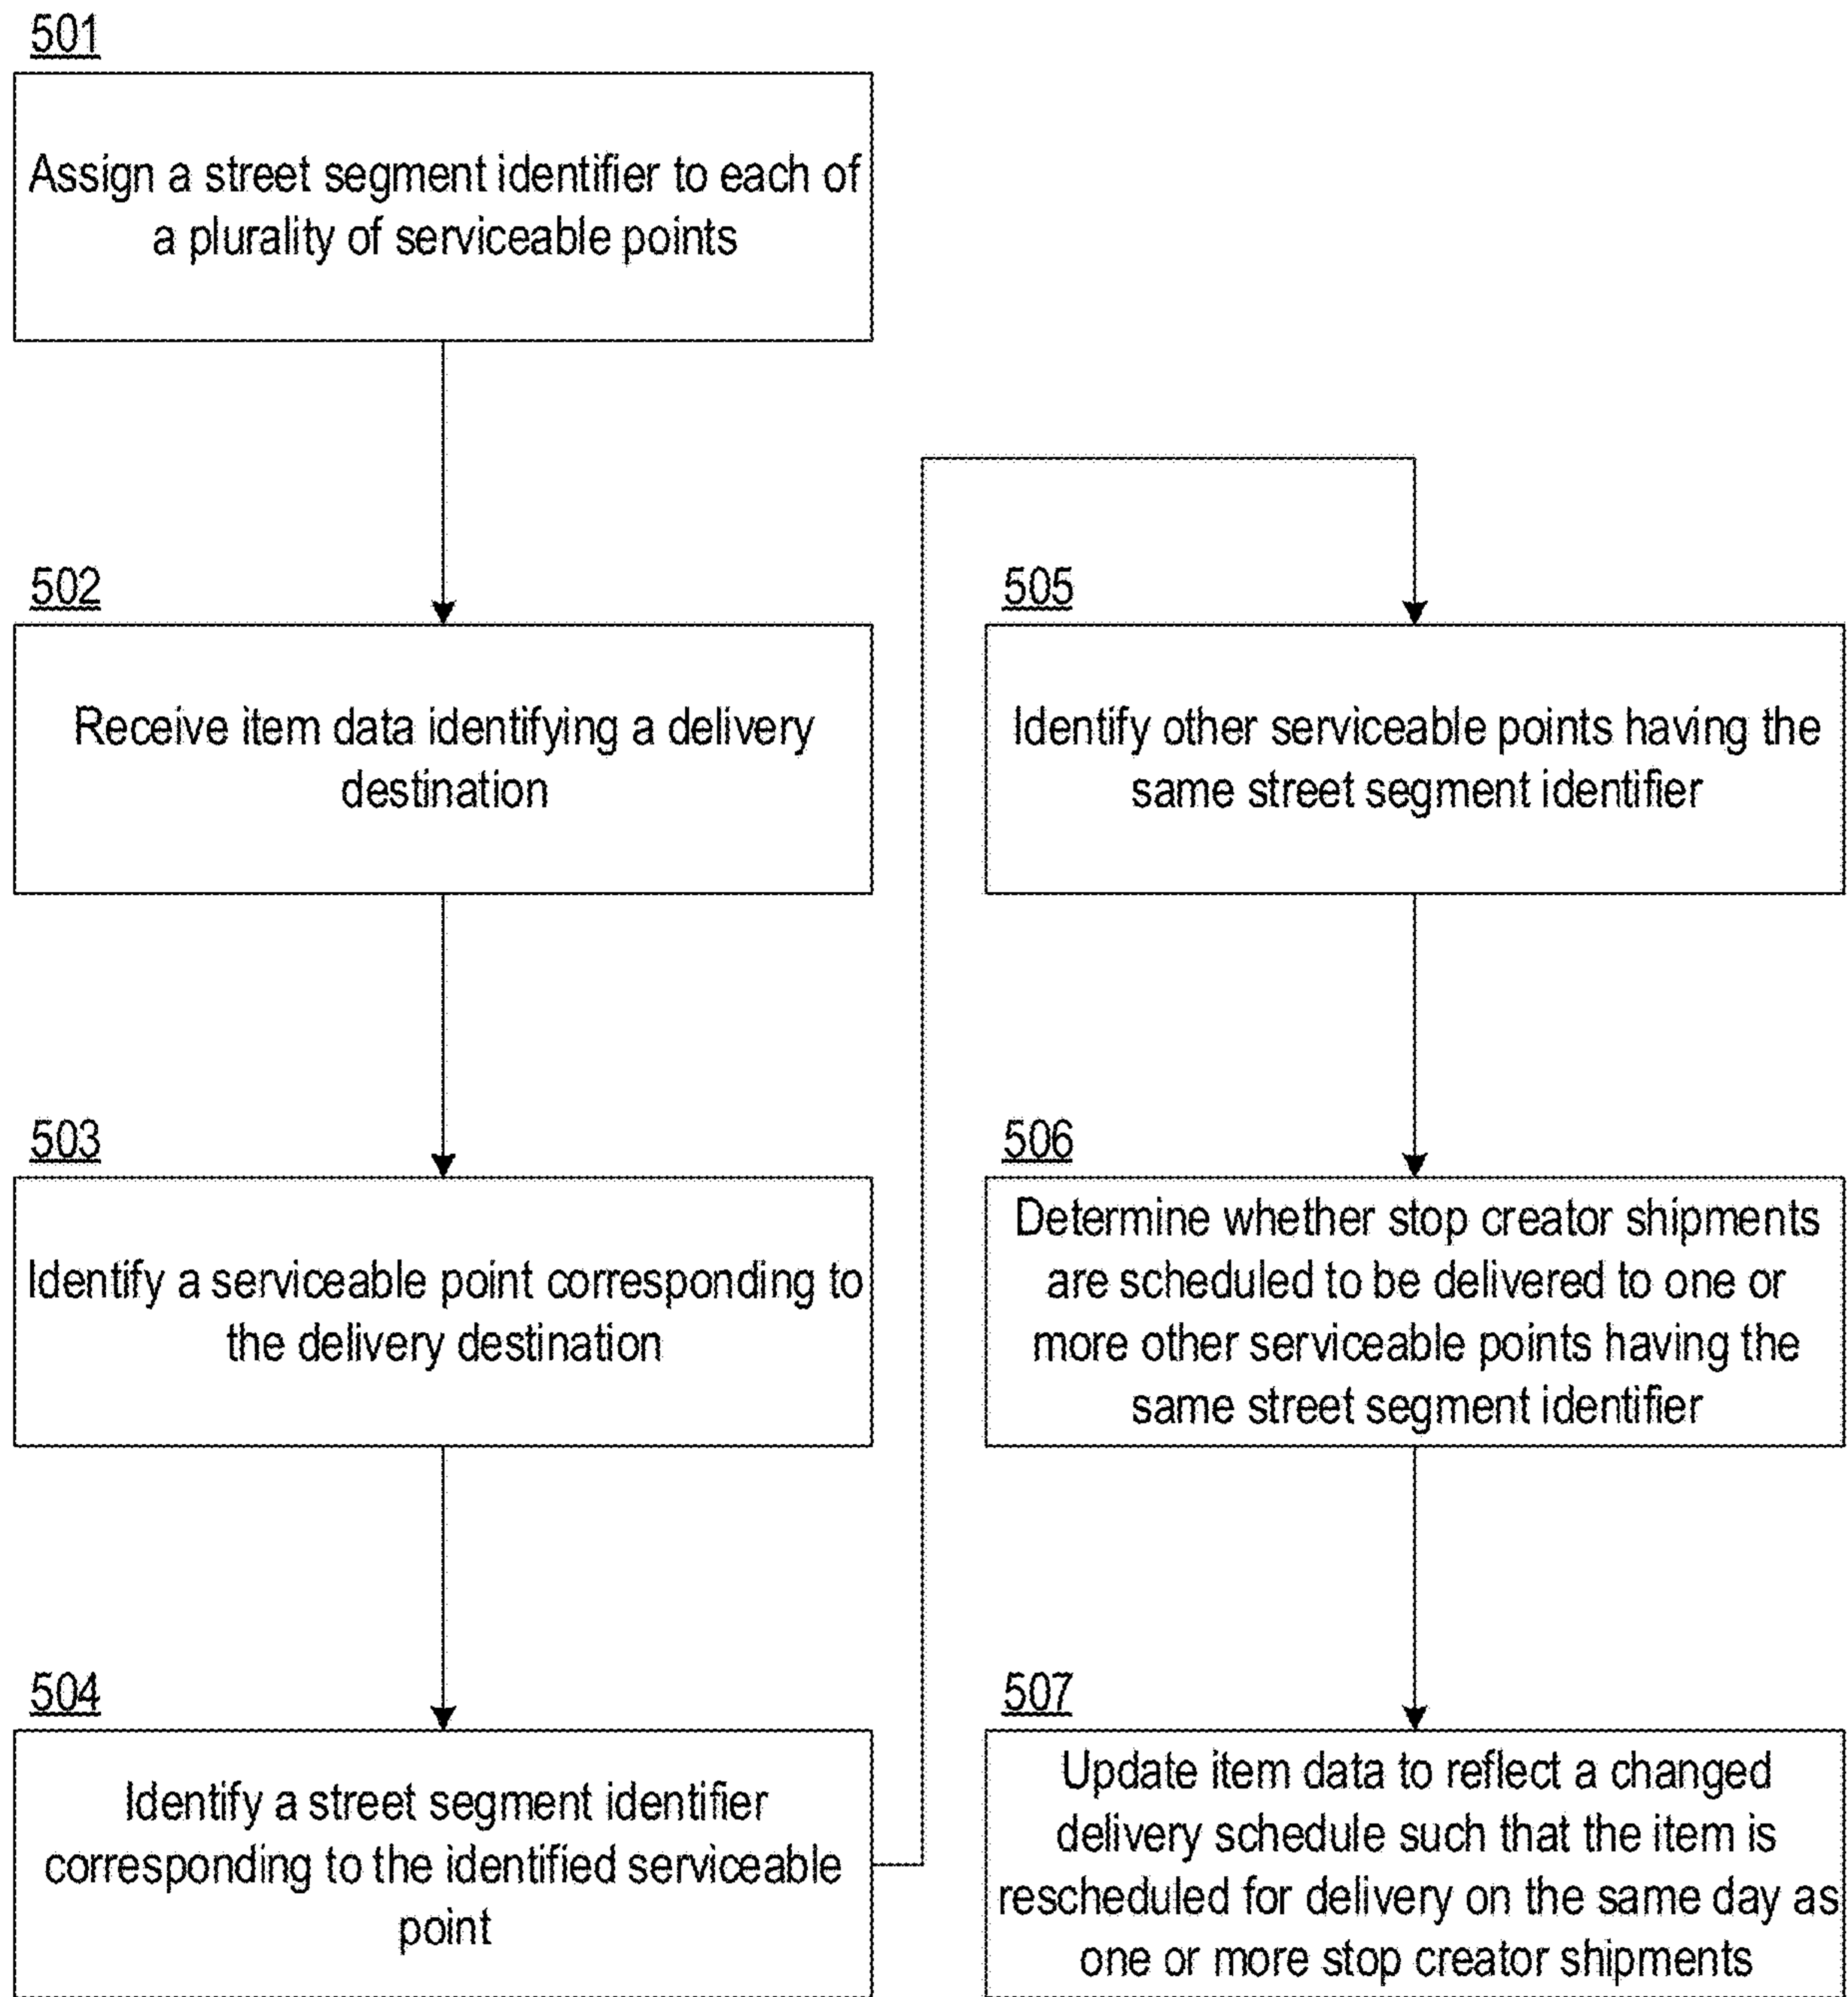 501
Assign a street segment identifier to each of
a plurality of serviceable points
502
Receive item data identifying a delivery
destination
503
Identify a serviceable point corresponding to
the delivery destination
504
Identify a street segment identifier
corresponding to the identified serviceable
point
505
Identify other serviceable points having the
same street segment identifier
506
Determine whether stop creator shipments
are scheduled to be delivered to one or
more other serviceable points having the
same street segment identifier
507
Update item data to reflect a changed
delivery schedule such that the item is
rescheduled for delivery on the same day as
one or more stop creator shipments